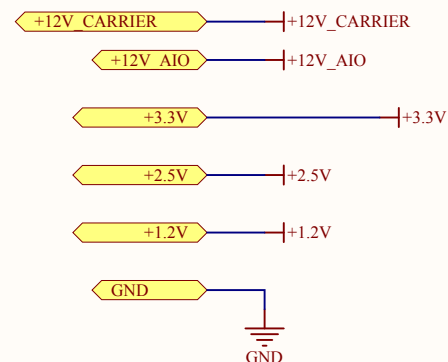 +12V_CARRIER +12V_CARRIER
+12V_AIO +12V_AIO
+3.3V +3.3V
+2.5V +2.5V
+1.2V +1.2V
GND
GND